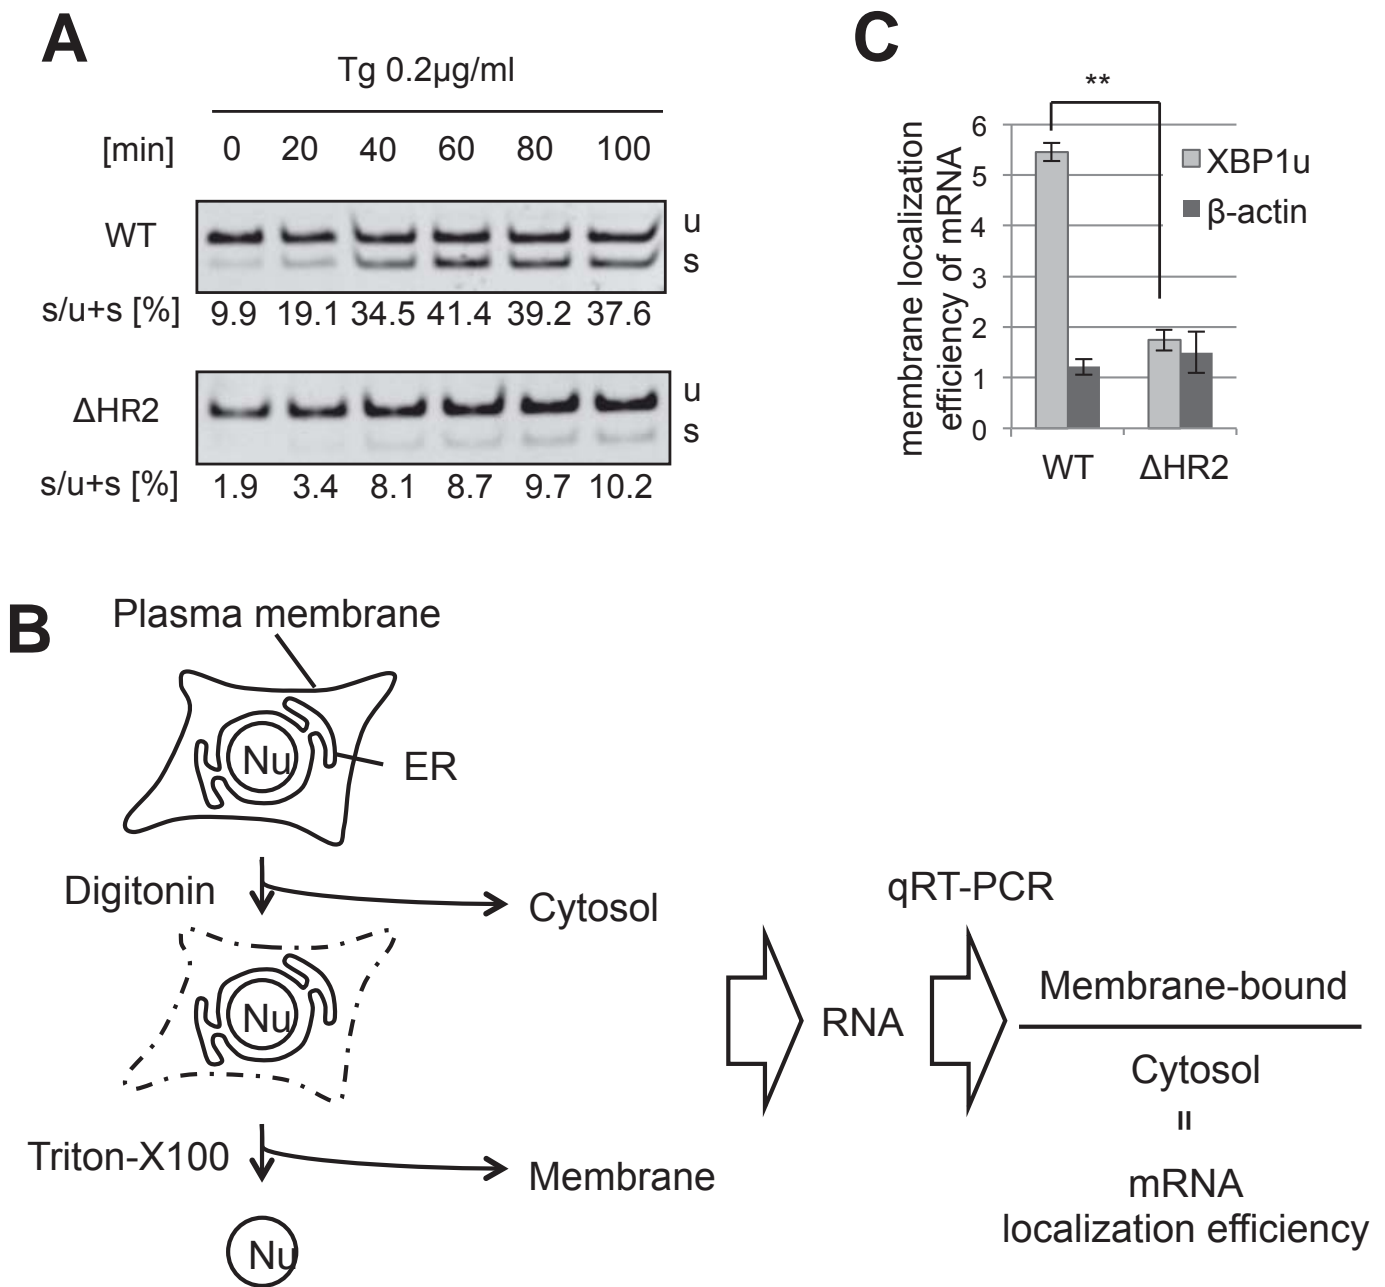 A
Tg 0.2µg/ml
[min] 0 20 40 60 80 100
WT
u
s
s/u+s [%] 9.9 19.1 34.5 41.4 39.2 37.6
ΔHR2
u
s
s/u+s [%] 1.9 3.4 8.1 8.7 9.7 10.2
C
**
membrane localization
efficiency of mRNA
6
5
4
3
2
1
0
XBP1u
β-actin
WT ΔHR2
B
Plasma membrane
Nu
ER
Digitonin
Cytosol
Nu
Triton-X100
Membrane
Nu
RNA
qRT-PCR
Membrane-bound
Cytosol
=
mRNA
localization efficiency